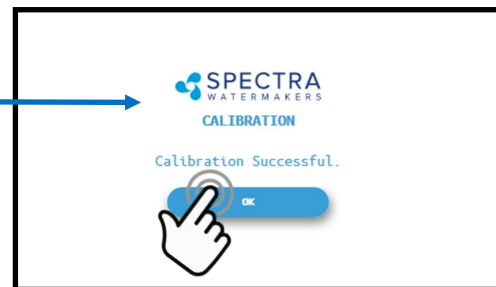 SPECTRA
WATERMAKERS
CALIBRATION
Calibration Successful.
OK